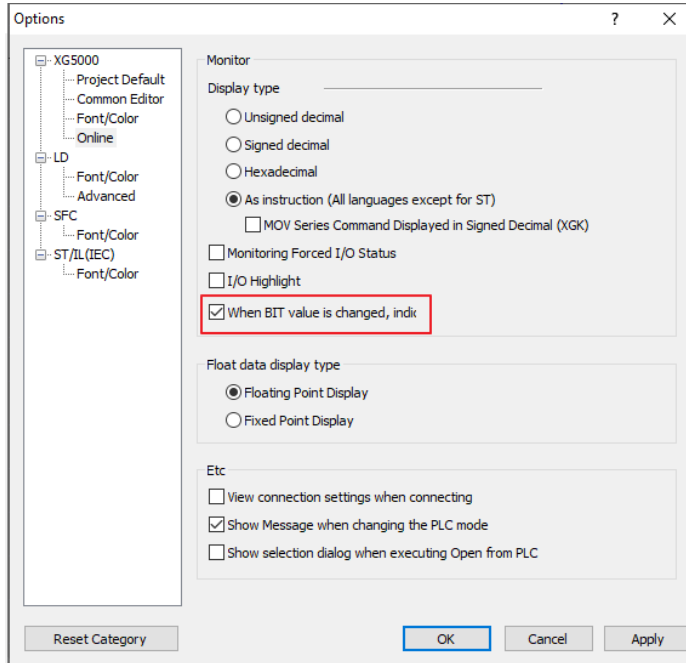 Options
?
XG5000
Project Default
Common Editor
Font/Color
Online
LD
Font/Color
Advanced
SFC
Font/Color
ST/IL(IEC)
Font/Color
Monitor
Display type
Unsigned decimal
Signed decimal
Hexadecimal
As instruction (All languages except for ST)
MOV Series Command Displayed in Signed Decimal (XGK)
Monitoring Forced I/O Status
I/O Highlight
When BIT value is changed, indic
Float data display type
Floating Point Display
Fixed Point Display
Etc
View connection settings when connecting
Show Message when changing the PLC mode
Show selection dialog when executing Open from PLC
Reset Category
OK
Cancel
Apply